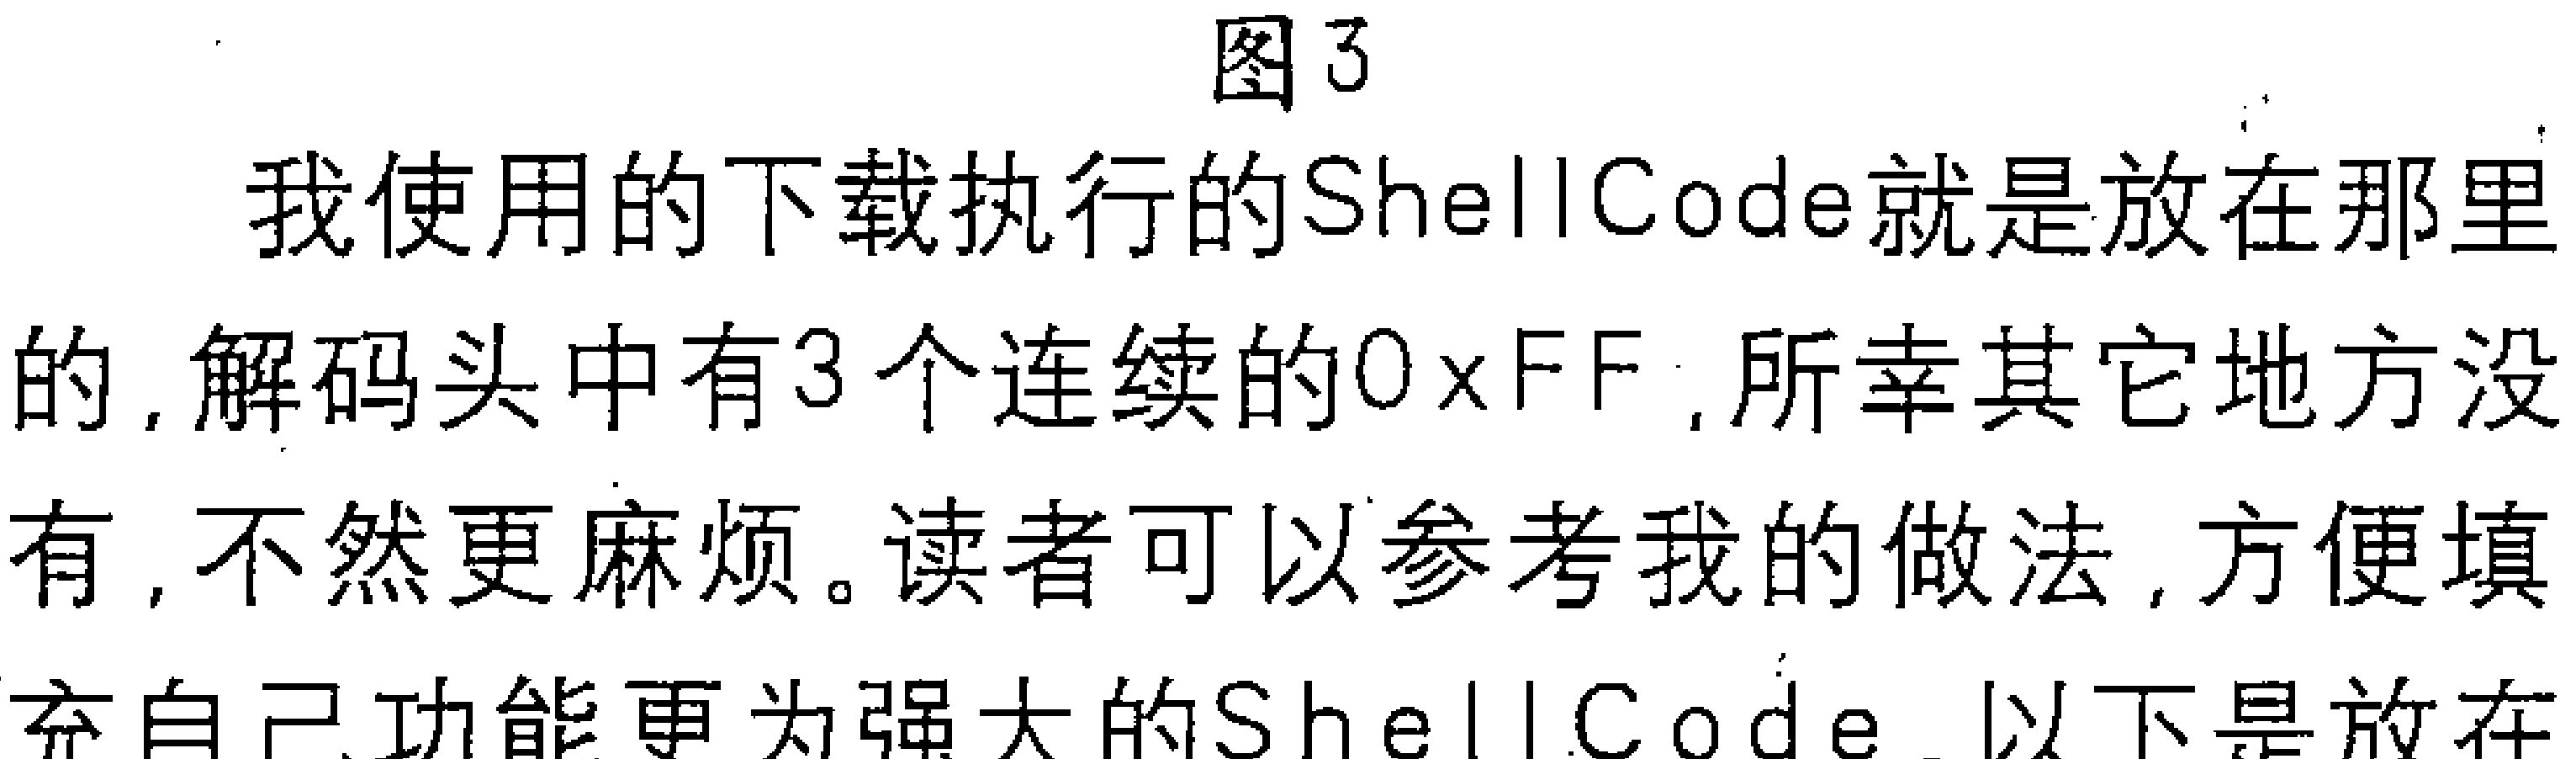 图3
我使用的下载执行的ShellCode就是放在那里
的,解码头中有3个连续的0xFF,所幸其它地方没
有,不然更麻烦。读者可以参考我的做法,方便填
充自己功能更为强大的ShellCode,以下是放在